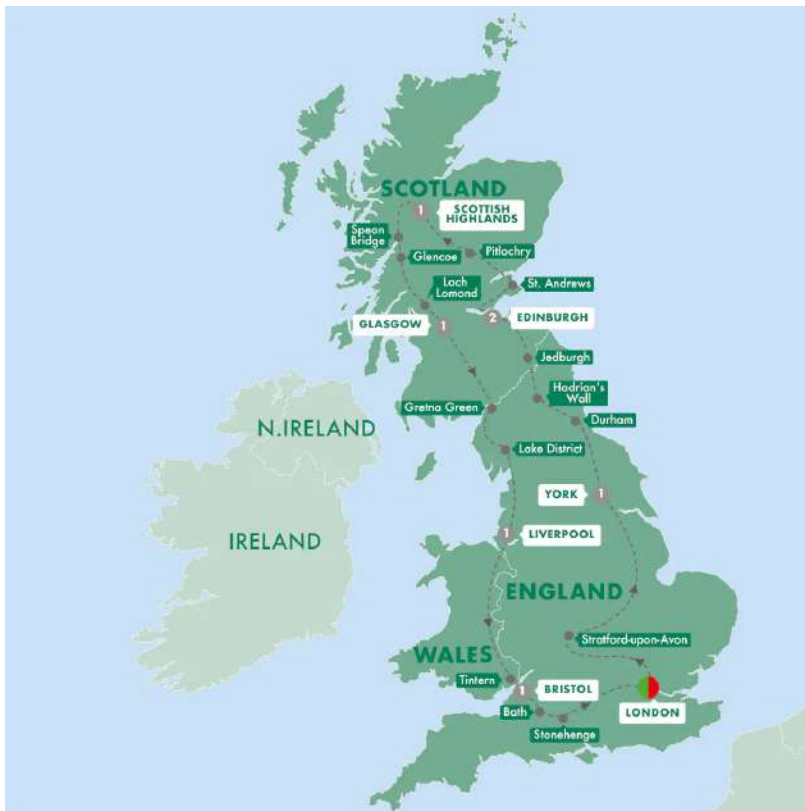 SCOTLAND
1
SCOTTISH
HIGHLANDS
Spean
Bridge
Glencoe
Pitlochry
Loch
Lomond
St. Andrews
GLASGOW
1
2
EDINBURGH
Jedburgh
Hadrian's
Wall
Gretna Green
Durham
N.IRELAND
Lake District
YORK
1
IRELAND
1
LIVERPOOL
ENGLAND
Stratford-upon-Avon
WALES
Tintern
1
BRISTOL
Bath
LONDON
Stonehenge